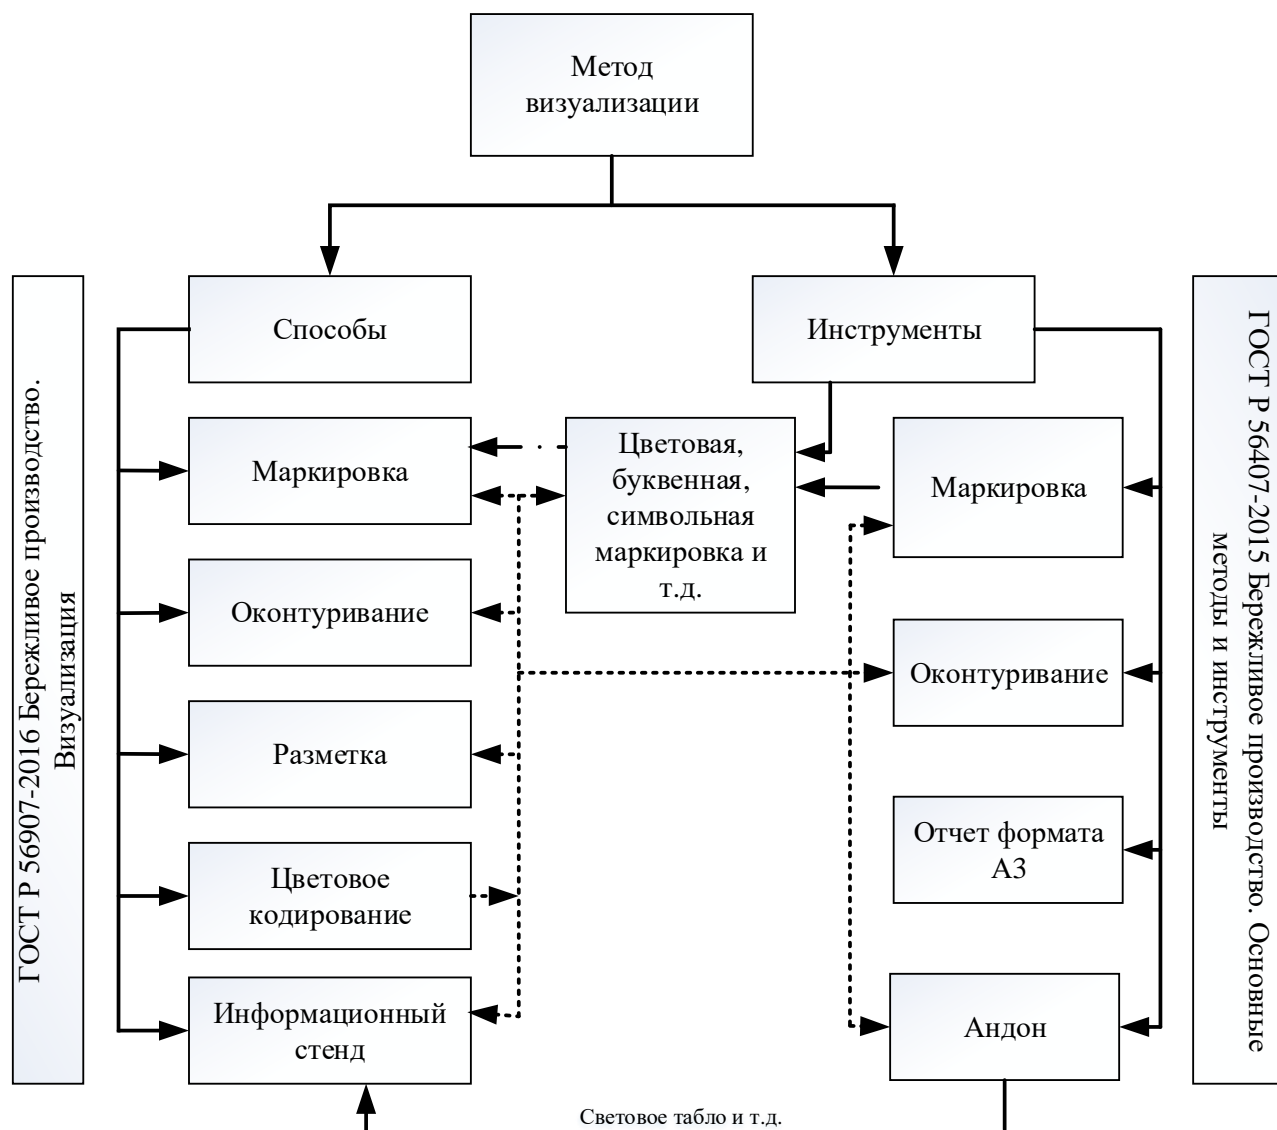 Метод
визуализации
Способы
Инструменты
ГОСТ Р 56907-2016 Бережливое производство.
Визуализация
Маркировка
Оконтуривание
Разметка
Цветовое
кодирование
Информационный
стенд
Цветовая,
буквенная,
символьная
маркировка и
т.д.
Маркировка
Оконтуривание
Отчет формата
А3
Андон
ГОСТ Р 56407-2015 Бережливое производство. Основные
методы и инструменты
Световое табло и т.д.